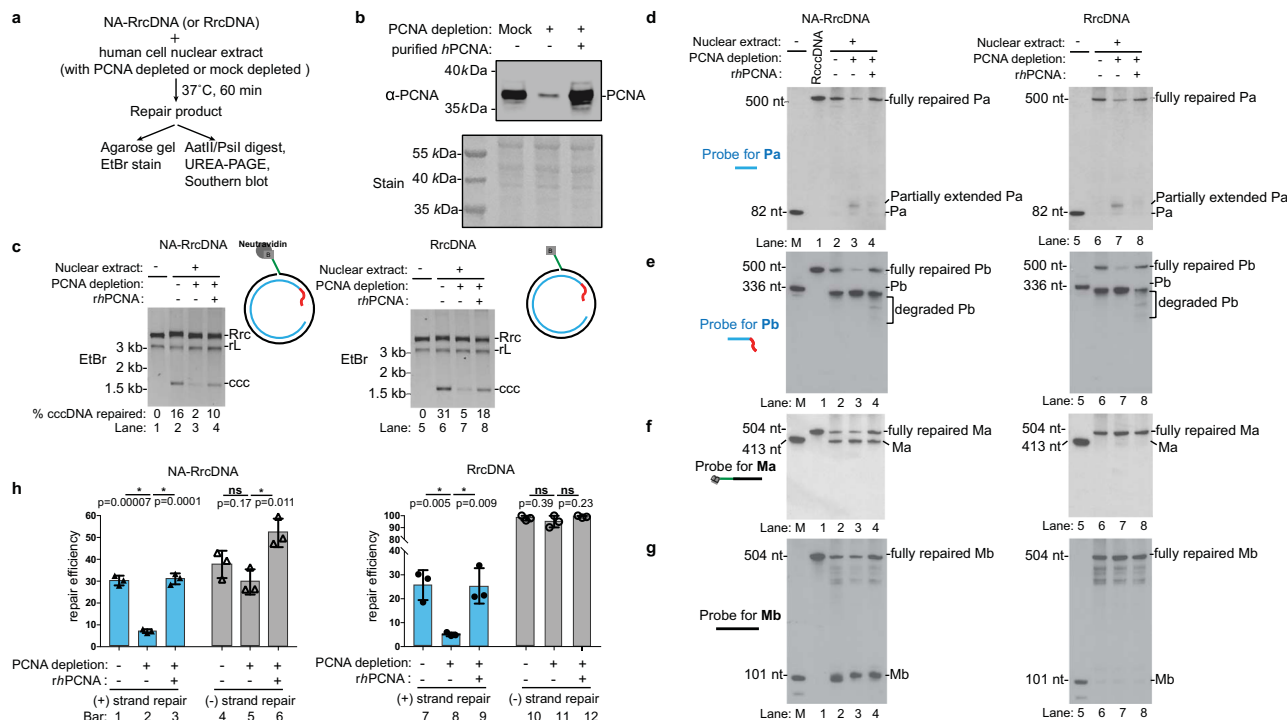 a
NA-RrcDNA (or RrcDNA)
+
human cell nuclear extract
(with PCNA depleted or mock depleted )
37°C, 60 min
Repair product
Agarose gel
EtBr stain
AatII/PsiI digest,
UREA-PAGE,
Southern blot
b
PCNA depletion: Mock + +
purified hPCNA: - - +
40kDa
α-PCNA
35kDa
PCNA
Stain
55 kDa
40 kDa
35 kDa
c
NA-RrcDNA
Neutravidin
B
Nuclear extract: - +
PCNA depletion: - + +
rhPCNA: - - +
EtBr
3 kb
2 kb
1.5 kb
Rrc
rL
ccc
% cccDNA repaired: 0 16 2 10
Lane: 1 2 3 4
RrcDNA
B
- +
- + +
- - +
EtBr
3 kb
2 kb
1.5 kb
Rrc
rL
ccc
0 31 5 18
5 6 7 8
d
NA-RrcDNA
Nuclear extract: - +
PCNA depletion: - + +
rhPCNA: - - +
RcccDNA
500 nt
fully repaired Pa
Probe for Pa
Partially extended Pa
82 nt
Pa
Lane: M 1 2 3 4
RrcDNA
Nuclear extract: - +
PCNA depletion: - + +
rhPCNA: - - +
500 nt
fully repaired Pa
Partially extended Pa
82 nt
Pa
5 6 7 8
e
500 nt
fully repaired Pb
336 nt
Pb
degraded Pb
Probe for Pb
Lane: M 1 2 3 4
500 nt
fully repaired Pb
336 nt
Pb
degraded Pb
Lane: 5 6 7 8
f
504 nt
fully repaired Ma
413 nt
Ma
Probe for Ma
Lane: M 1 2 3 4
504 nt
fully repaired Ma
413 nt
Ma
Lane: 5 6 7 8
g
504 nt
fully repaired Mb
Probe for Mb
101 nt
Mb
Lane: M 1 2 3 4
504 nt
fully repaired Mb
101 nt
Mb
Lane: 5 6 7 8
h
NA-RrcDNA
* * ns *
p=0.00007 p=0.0001 p=0.17 p=0.011
repair efficiency
60
50
40
30
20
10
0
PCNA depletion: - + + - + +
rhPCNA: - - + - - +
(+) strand repair (-) strand repair
Bar: 1 2 3 4 5 6
RrcDNA
* * ns ns
p=0.005 p=0.009 p=0.39 p=0.23
repair efficiency
100
90
80
40
30
20
10
0
PCNA depletion: - + + - + +
rhPCNA: - - + - - +
(+) strand repair (-) strand repair
7 8 9 10 11 12